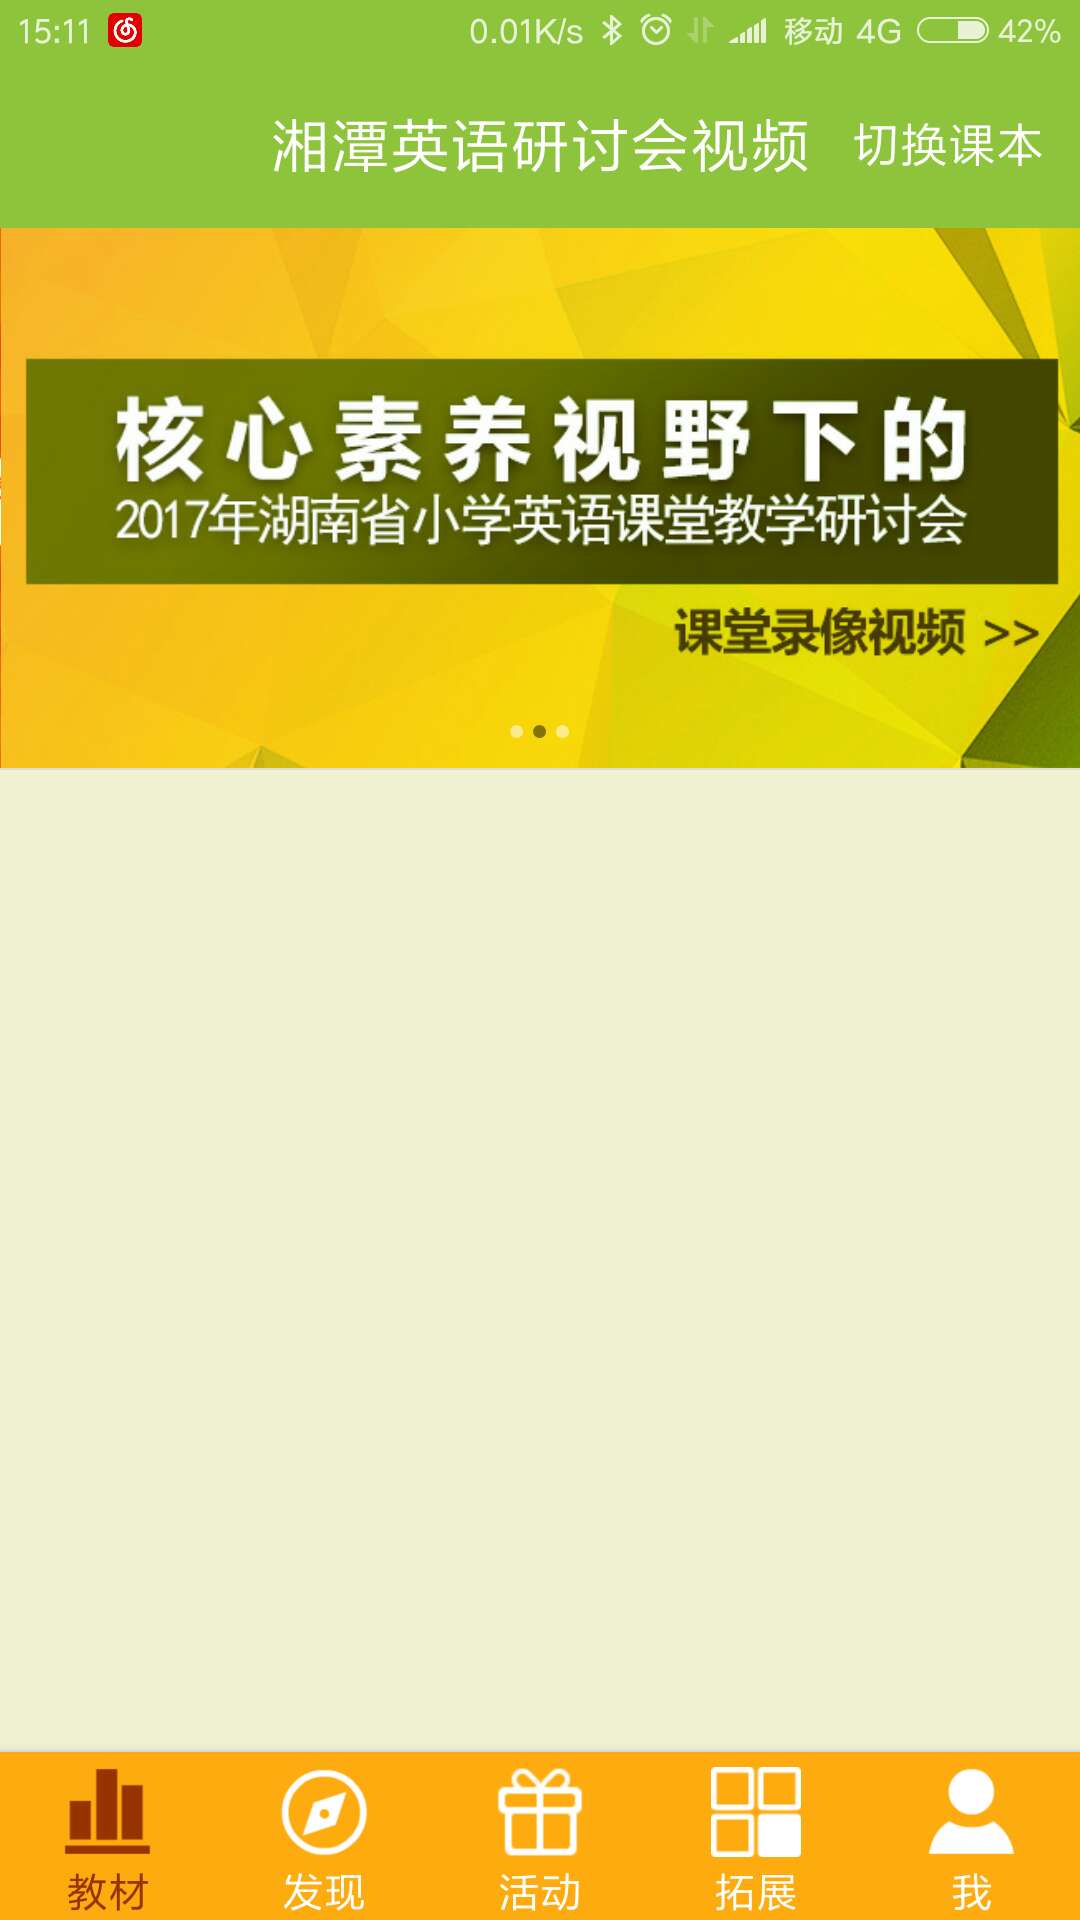 15:11 0.01K/s 移动 4G 42%
湘潭英语研讨会视频 切换课本
核心素养视野下的
2017年湖南省小学英语课堂教学研讨会
课堂录像视频 >>
教材 发现 活动 拓展 我